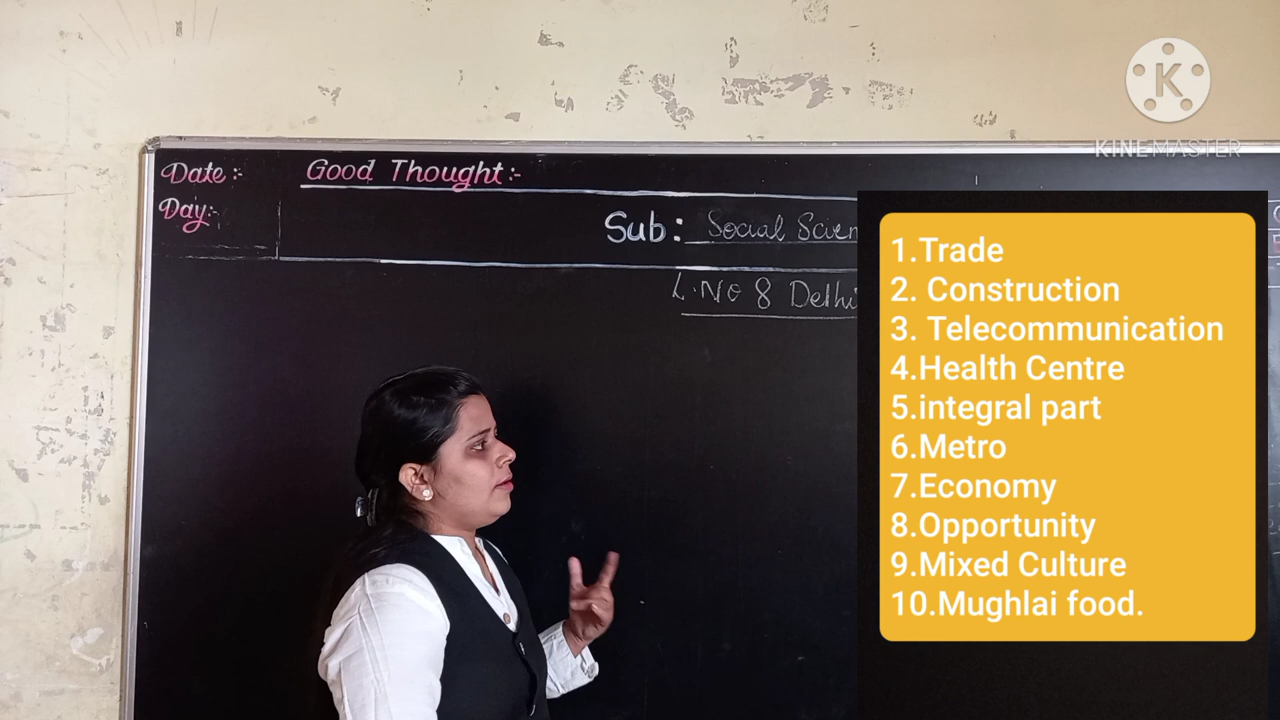 K
KINEMASTER
Date:-
Good Thought:-
Day:-
Sub: Social Scien
L.No 8 Delhi
1.Trade
2. Construction
3. Telecommunication
4.Health Centre
5.integral part
6.Metro
7.Economy
8.Opportunity
9.Mixed Culture
10.Mughlai food.